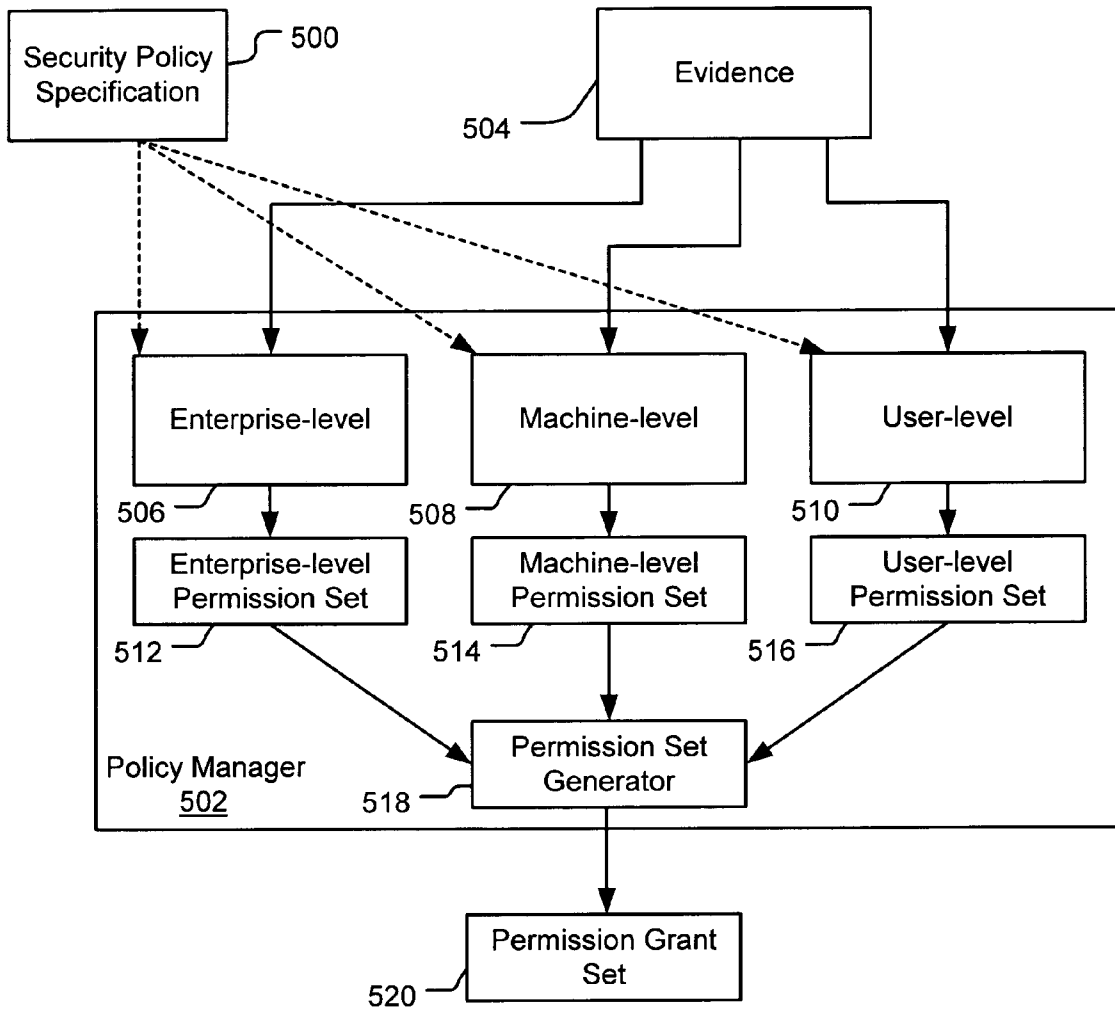 Security Policy
Specification
500
Evidence
504
Enterprise-level
506
Machine-level
508
User-level
510
Enterprise-level
Permission Set
512
Machine-level
Permission Set
514
User-level
Permission Set
516
Permission Set
Generator
518
Policy Manager
502
Permission Grant
Set
520